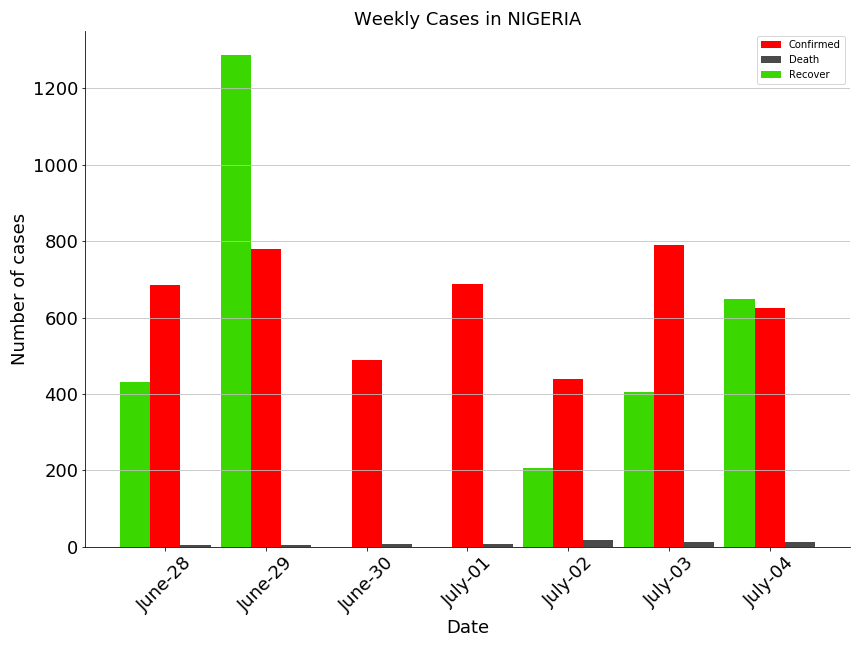 Weekly Cases in NIGERIA
Confirmed
Death
Recover
Number of cases
1200
1000
800
600
400
200
0
June-28
June-29
June-30
July-01
July-02
July-03
July-04
Date